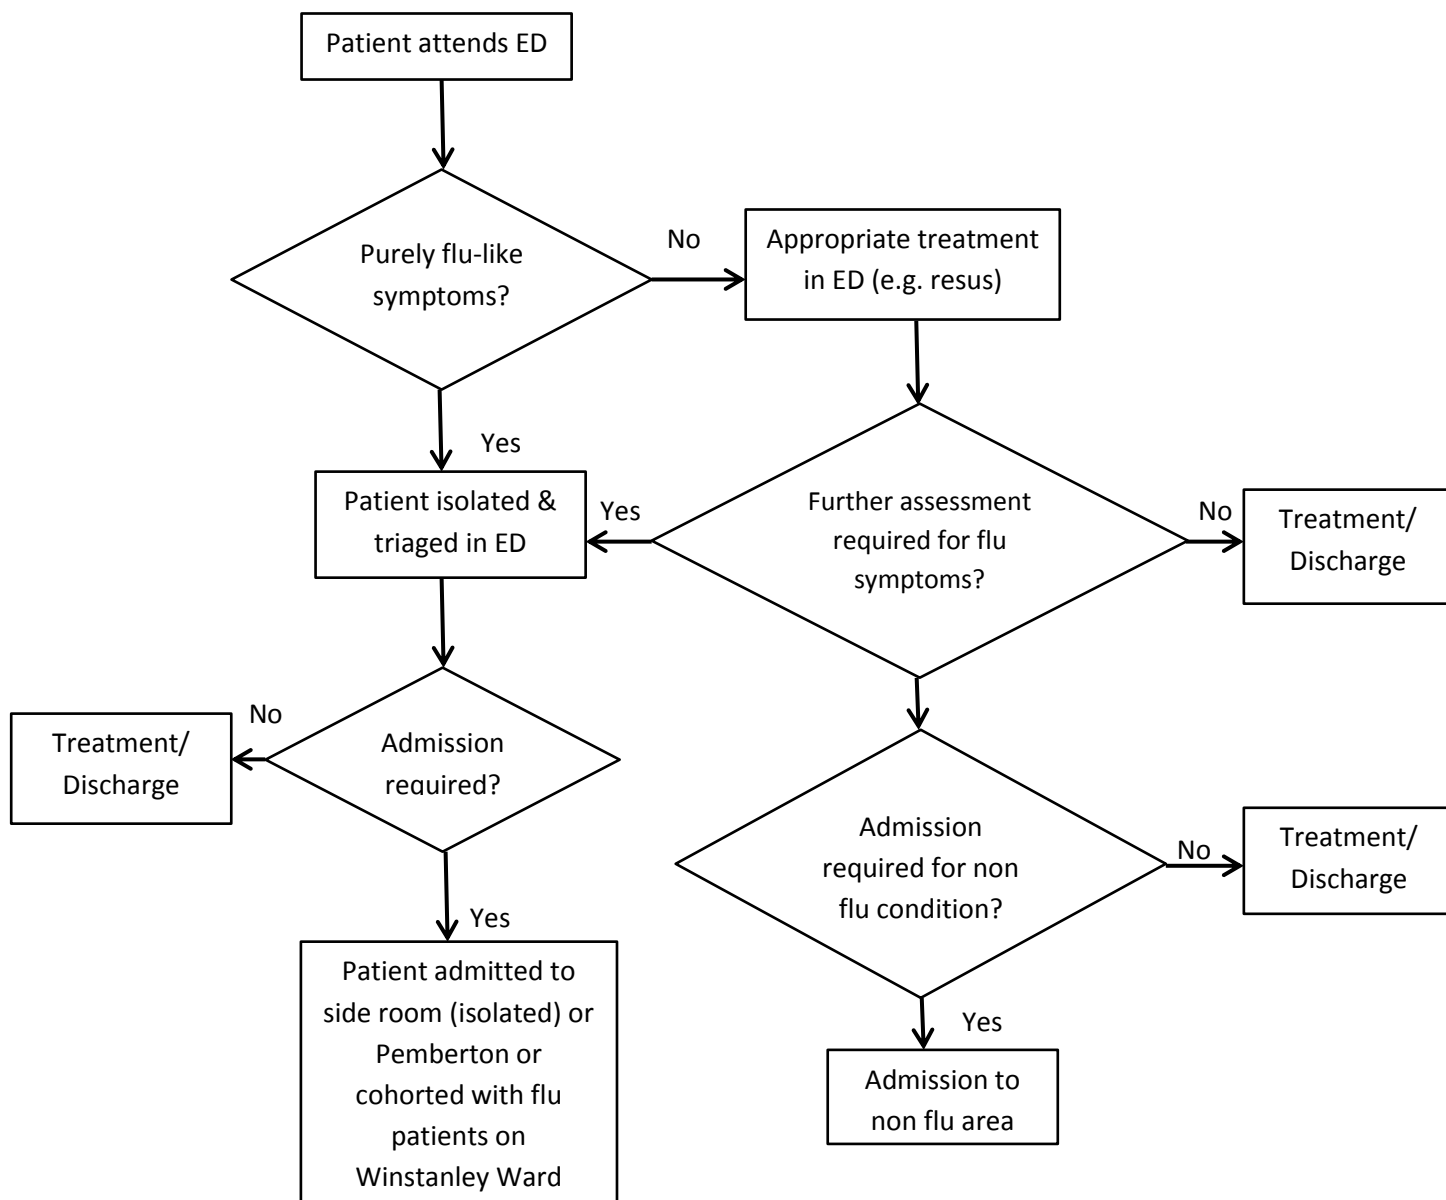 Patient attends ED
Purely flu-like
symptoms?
No
Appropriate treatment
in ED (e.g. resus)
Yes
Patient isolated &
triaged in ED
Yes
Further assessment
required for flu
symptoms?
No
Treatment/
Discharge
No
Treatment/
Discharge
Admission
required?
Admission
required for non
flu condition?
No
Treatment/
Discharge
Yes
Patient admitted to
side room (isolated) or
Pemberton or
cohorted with flu
patients on
Winstanley Ward
Yes
Admission to
non flu area